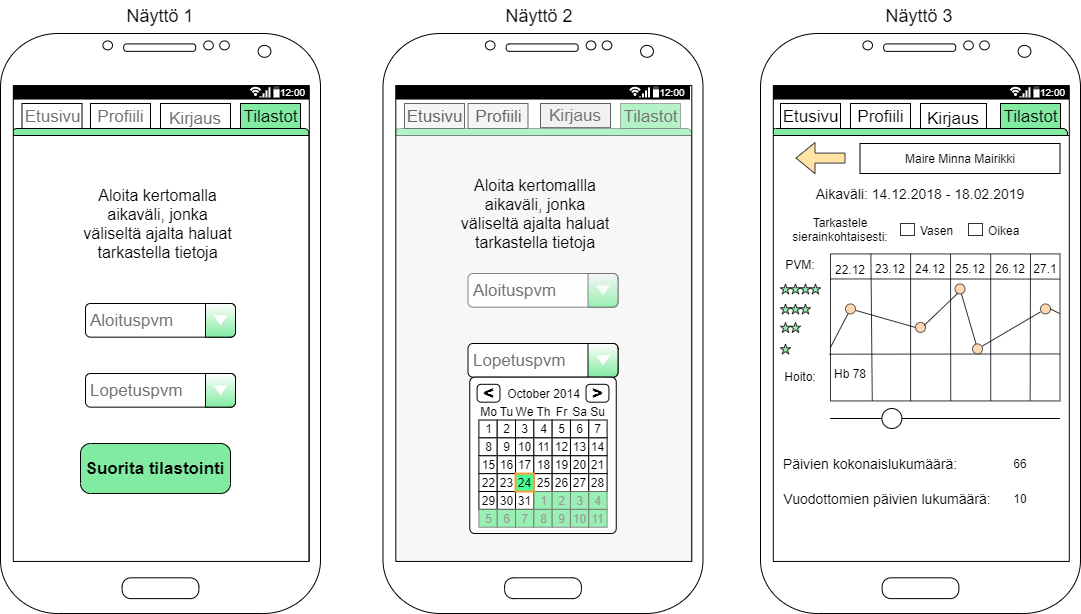 Näyttö 1
12:00
Etusivu Profiili Kirjaus Tilastot
Aloita kertomalla
aikaväli, jonka
väliseltä ajalta haluat
tarkastella tietoja
Aloituspvm
Lopetuspvm
Suorita tilastointi
Näyttö 2
12:00
Etusivu Profiili Kirjaus Tilastot
Aloita kertomallla
aikaväli, jonka
väliseltä ajalta haluat
tarkastella tietoja
Aloituspvm
Lopetuspvm
< October 2014 >
Mo Tu We Th Fr Sa Su
1 2 3 4 5 6 7
8 9 10 11 12 13 14
15 16 17 18 19 20 21
22 23 24 25 26 27 28
29 30 31 1 2 3 4
5 6 7 8 9 10 11
Näyttö 3
12:00
Etusivu Profiili Kirjaus Tilastot
Maire Minna Mairikki
Aikaväli: 14.12.2018 - 18.02.2019
Tarkastele
sierainkohtaisesti:
Vasen
Oikea
PVM:
22.12 23.12 24.12 25.12 26.12 27.1
Hoito:
Hb 78
Päivien kokonaislukumäärä: 66
Vuodottomien päivien lukumäärä: 10